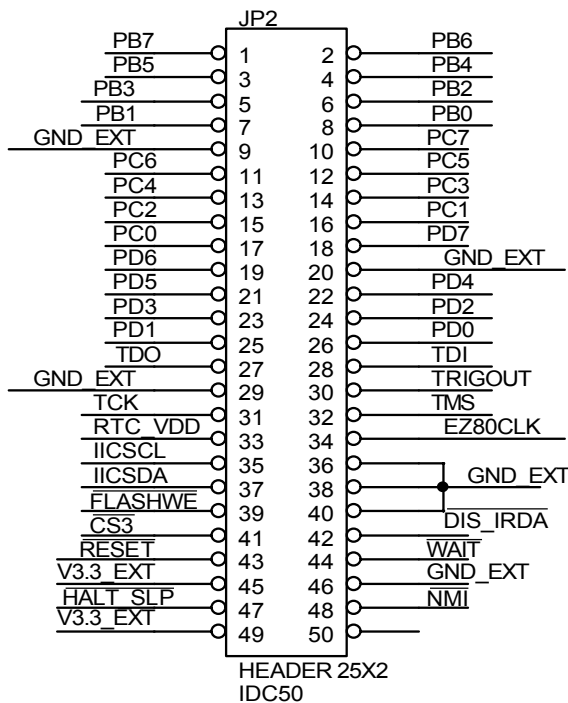 JP2
PB7 1 2 PB6
PB5 3 4 PB4
PB3 5 6 PB2
PB1 7 8 PB0
GND_EXT 9 10 PC7
PC6 11 12 PC5
PC4 13 14 PC3
PC2 15 16 PC1
PC0 17 18 PD7
PD6 19 20 GND_EXT
PD5 21 22 PD4
PD3 23 24 PD2
PD1 25 26 PD0
TDO 27 28 TDI
GND_EXT 29 30 TRIGOUT
TCK 31 32 TMS
RTC_VDD 33 34 EZ80CLK
IICSCL 35 36
IICSDA 37 38 GND_EXT
FLASHWE 39 40
CS3 41 42 DIS_IRDA
RESET 43 44 WAIT
V3.3_EXT 45 46 GND_EXT
HALT_SLP 47 48 NMI
V3.3_EXT 49 50
HEADER 25X2
IDC50